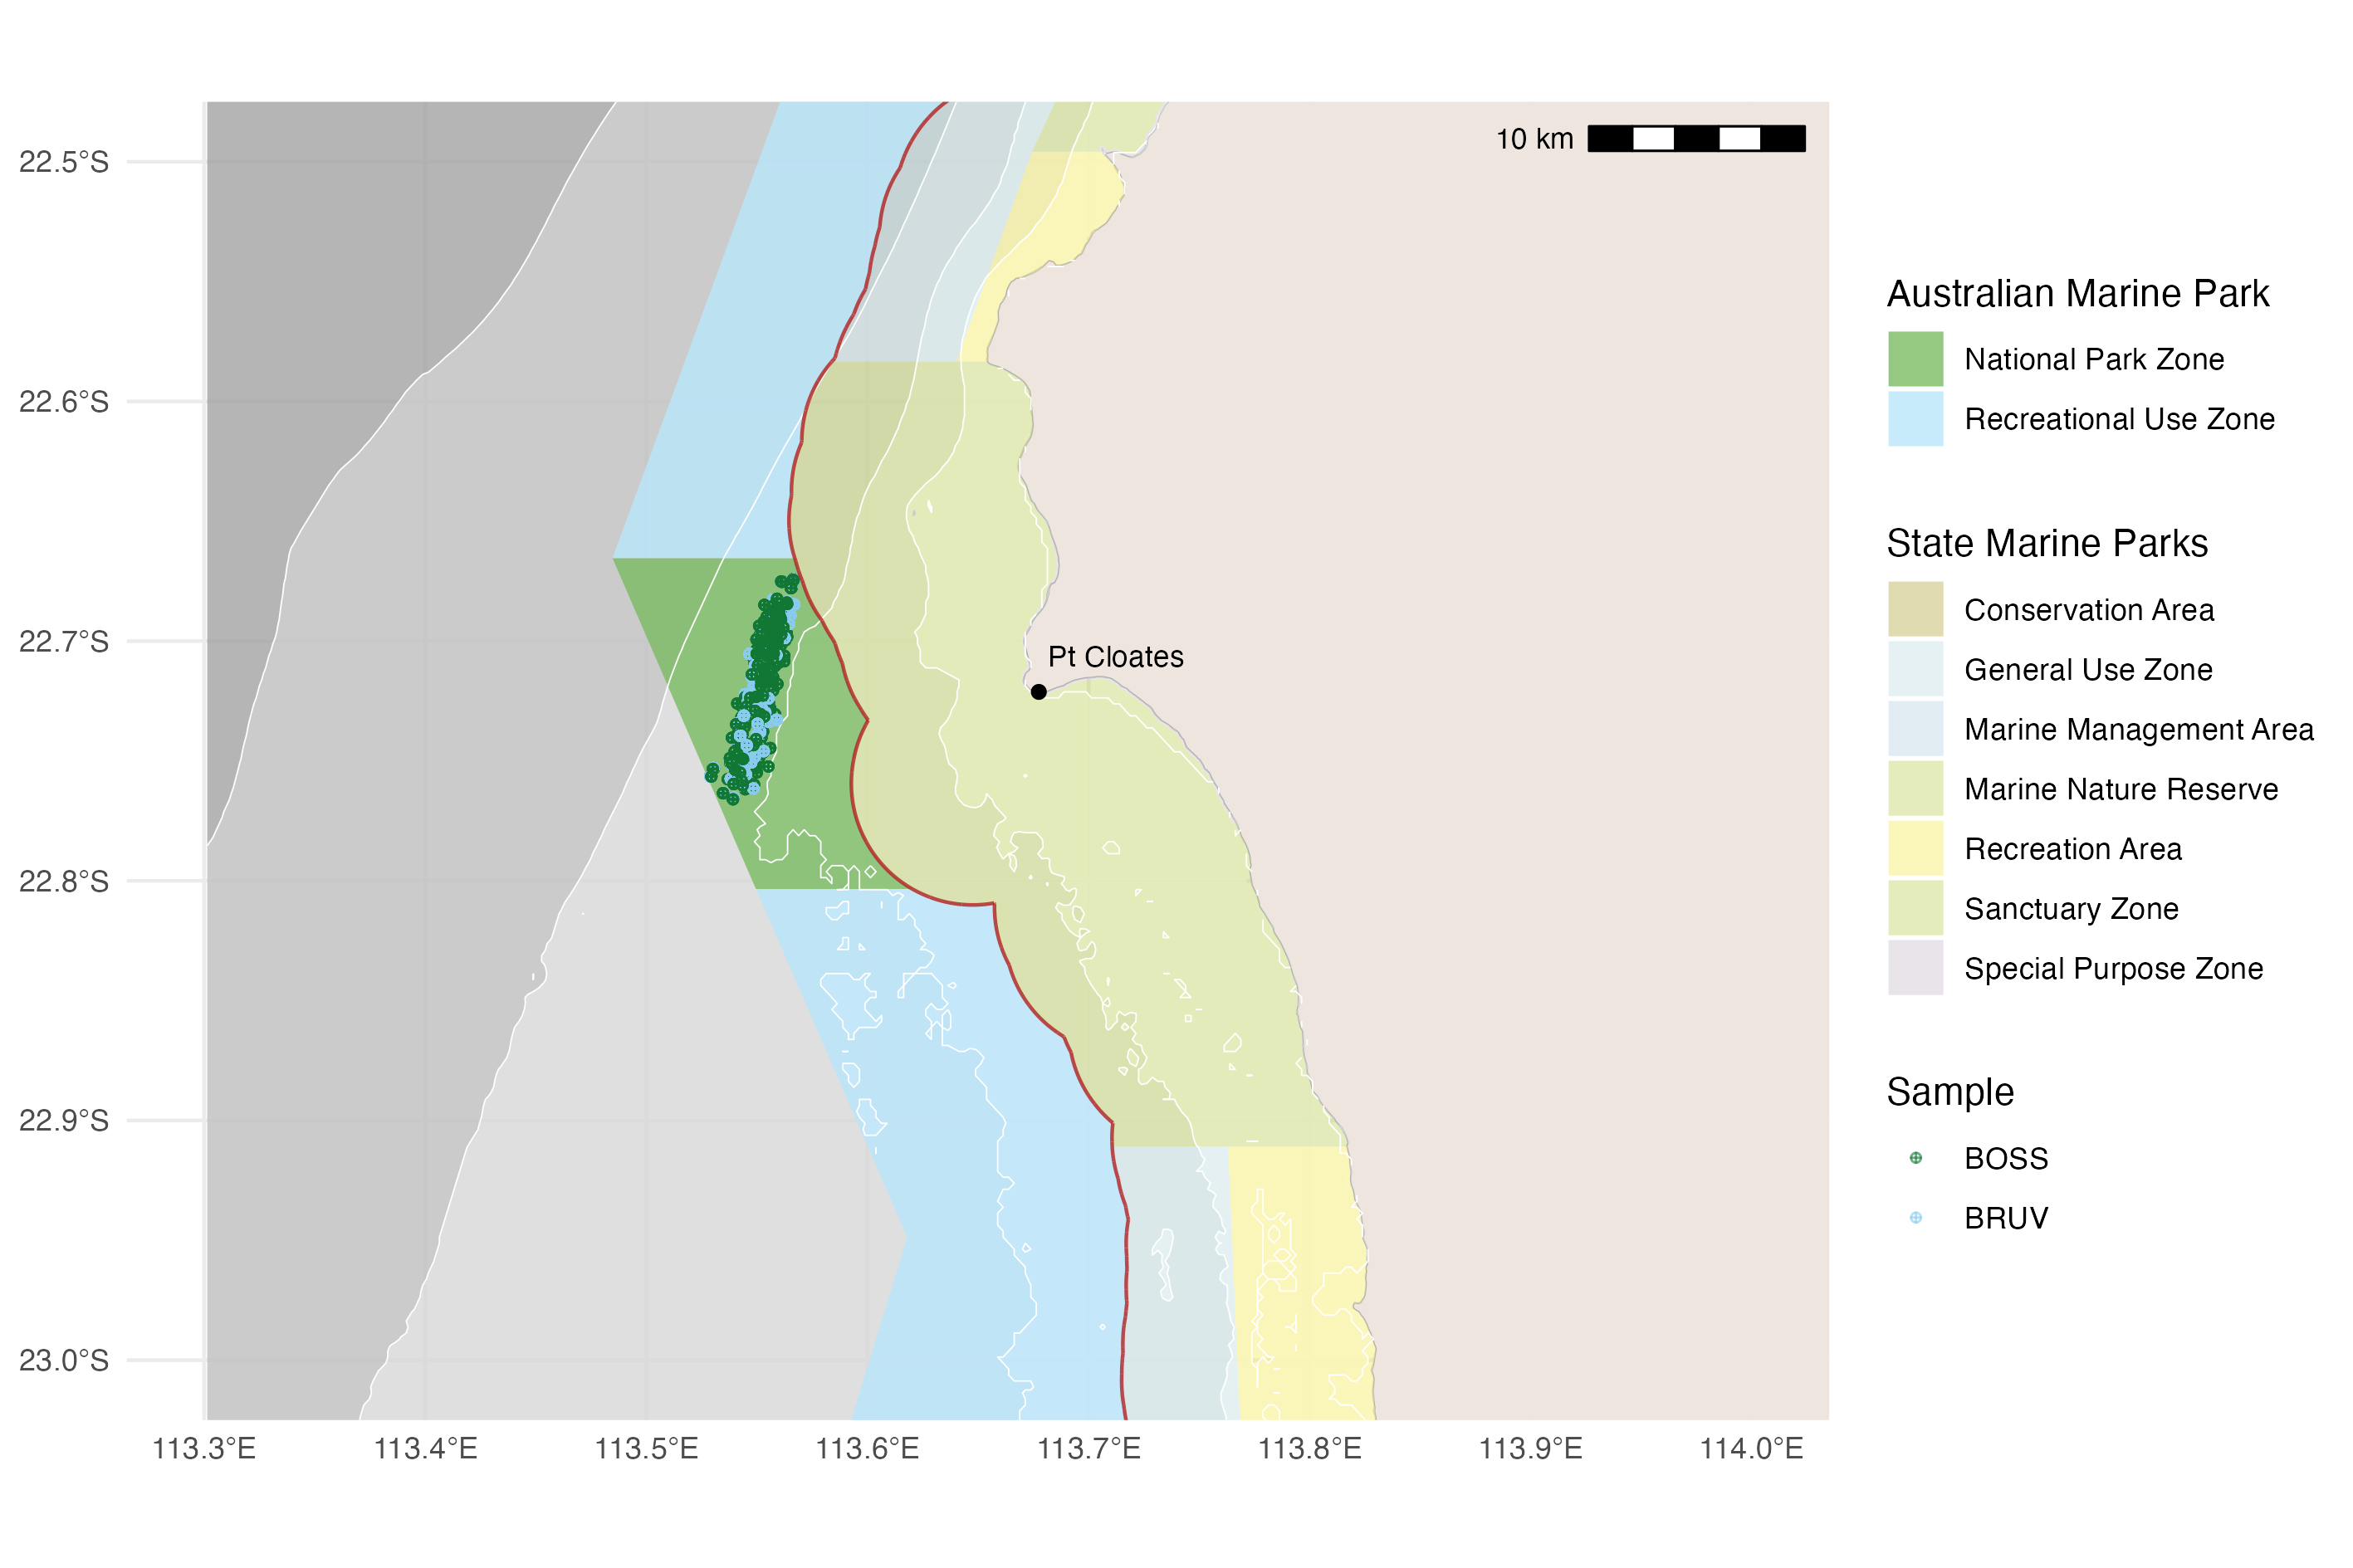 10 km
22.5°S
22.6°S
22.7°S
22.8°S
22.9°S
23.0°S
Pt Cloates
113.3°E
113.4°E
113.5°E
113.6°E
113.7°E
113.8°E
113.9°E
114.0°E
Australian Marine Park
National Park Zone
Recreational Use Zone
State Marine Parks
Conservation Area
General Use Zone
Marine Management Area
Marine Nature Reserve
Recreation Area
Sanctuary Zone
Special Purpose Zone
Sample
BOSS
BRUV